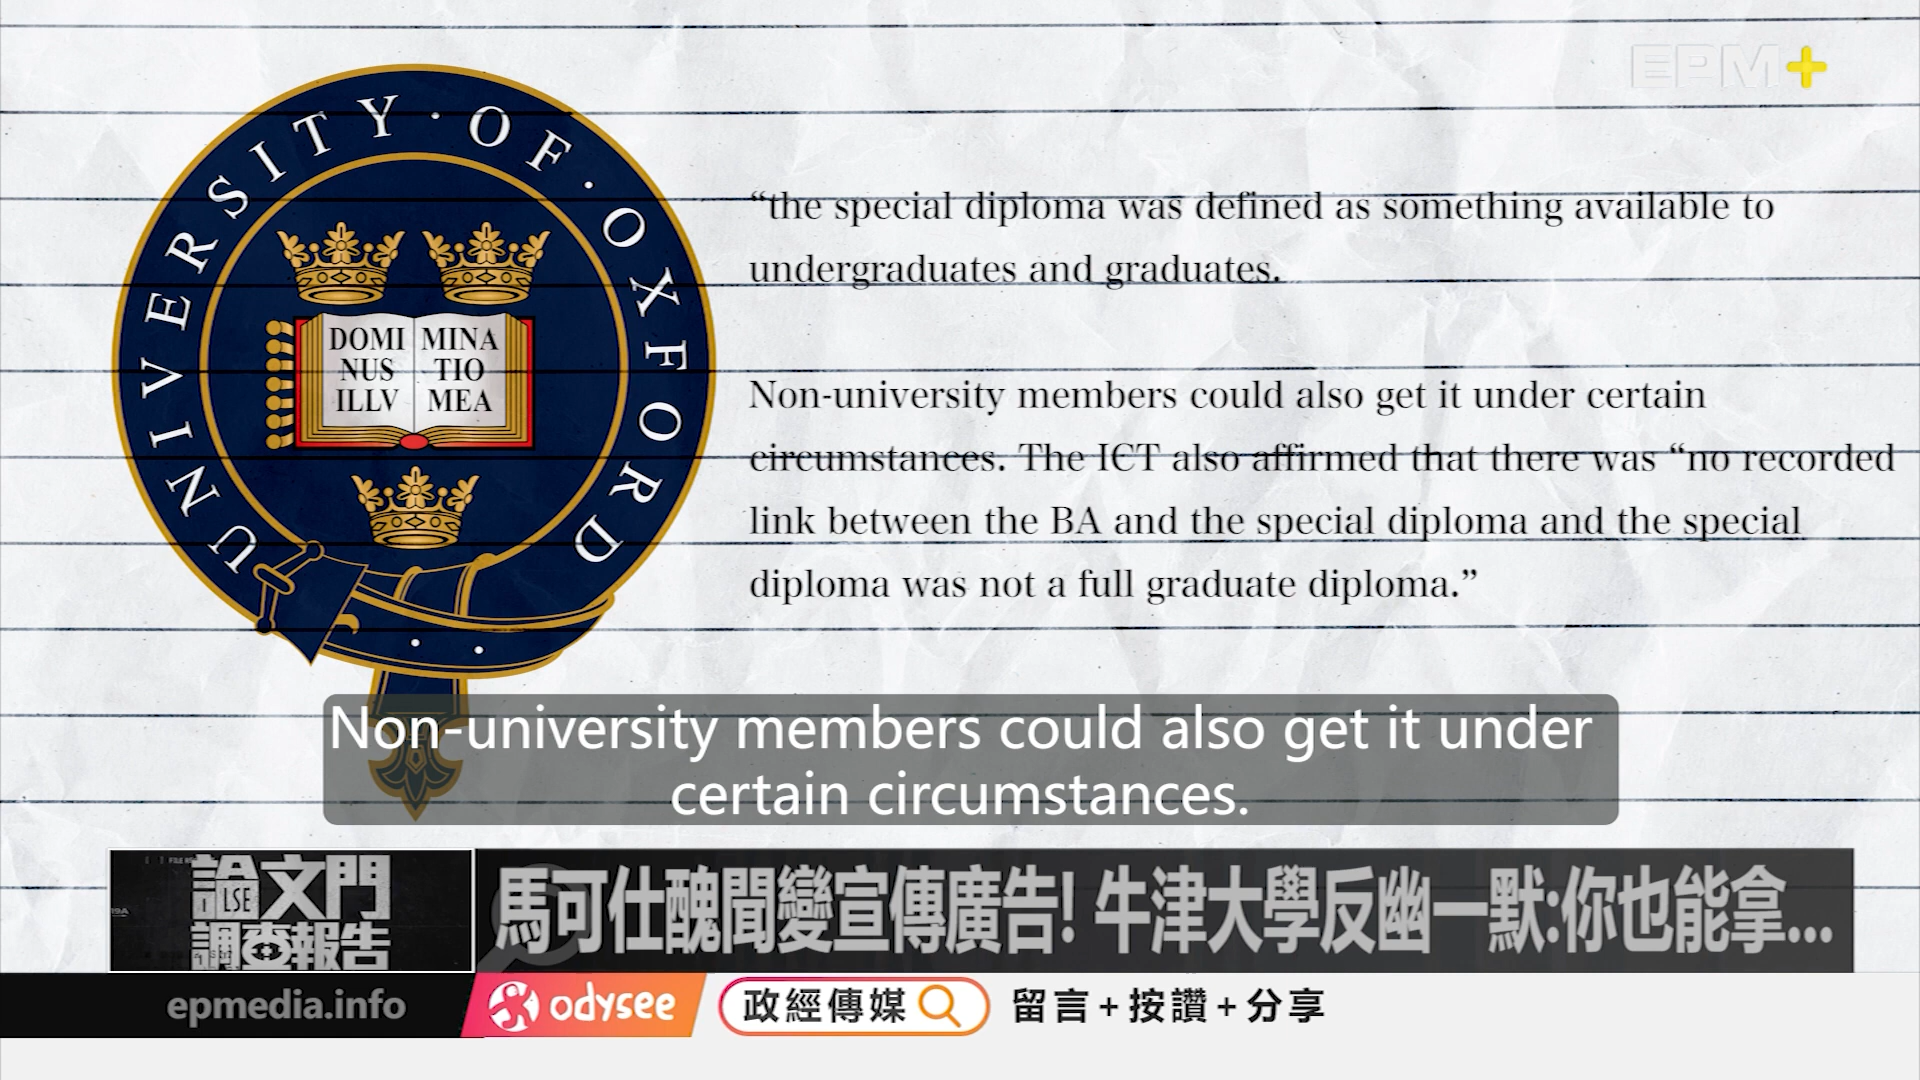 EPM+
UNIVERSITY · OF · OXFORD
DOMI MINA
NUS TIO
ILLV MEA
“the special diploma was defined as something available to
undergraduates and graduates.
Non-university members could also get it under certain
circumstances. The ICT also affirmed that there was “no recorded
link between the BA and the special diploma and the special
diploma was not a full graduate diploma.”
Non-university members could also get it under
certain circumstances.
論文門
LSE
調查報告
馬可仕醜聞變宣傳廣告! 牛津大學反幽一默:你也能拿...
epmedia.info
odysee
政經傳媒
留言+按讚+分享